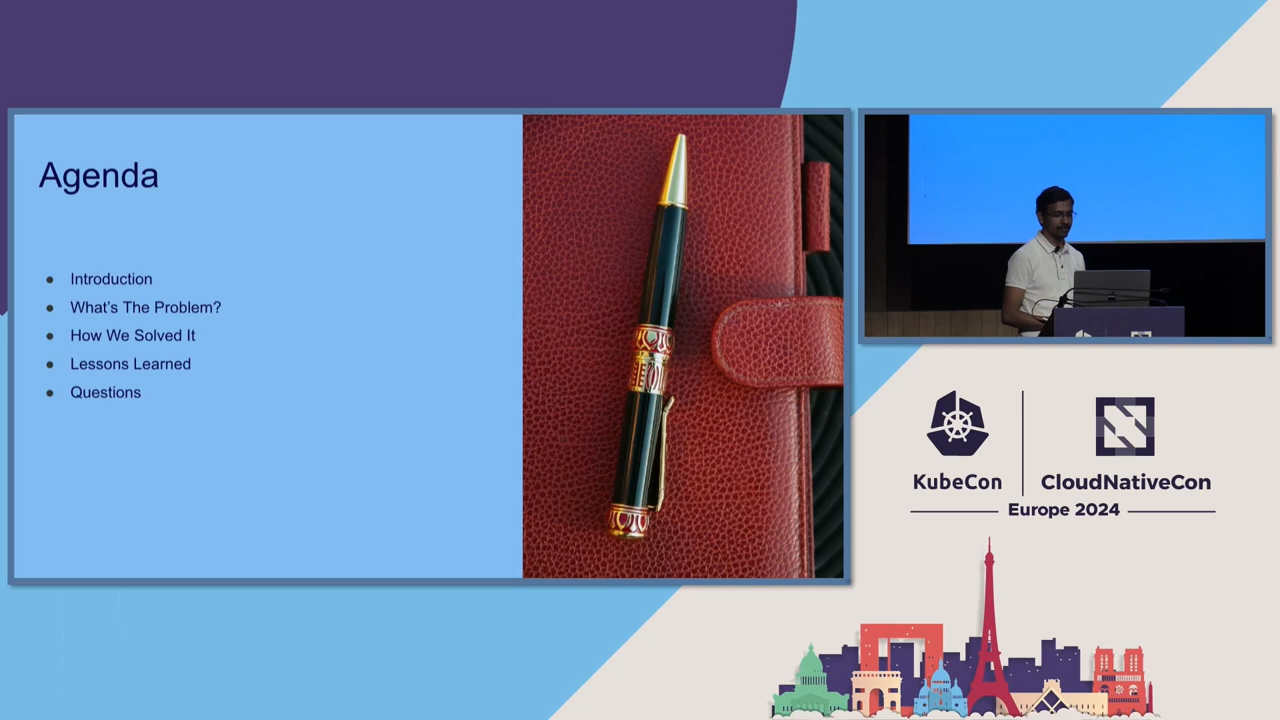 Agenda
Introduction
What's The Problem?
How We Solved It
Lessons Learned
Questions
KubeCon
CloudNativeCon
Europe 2024